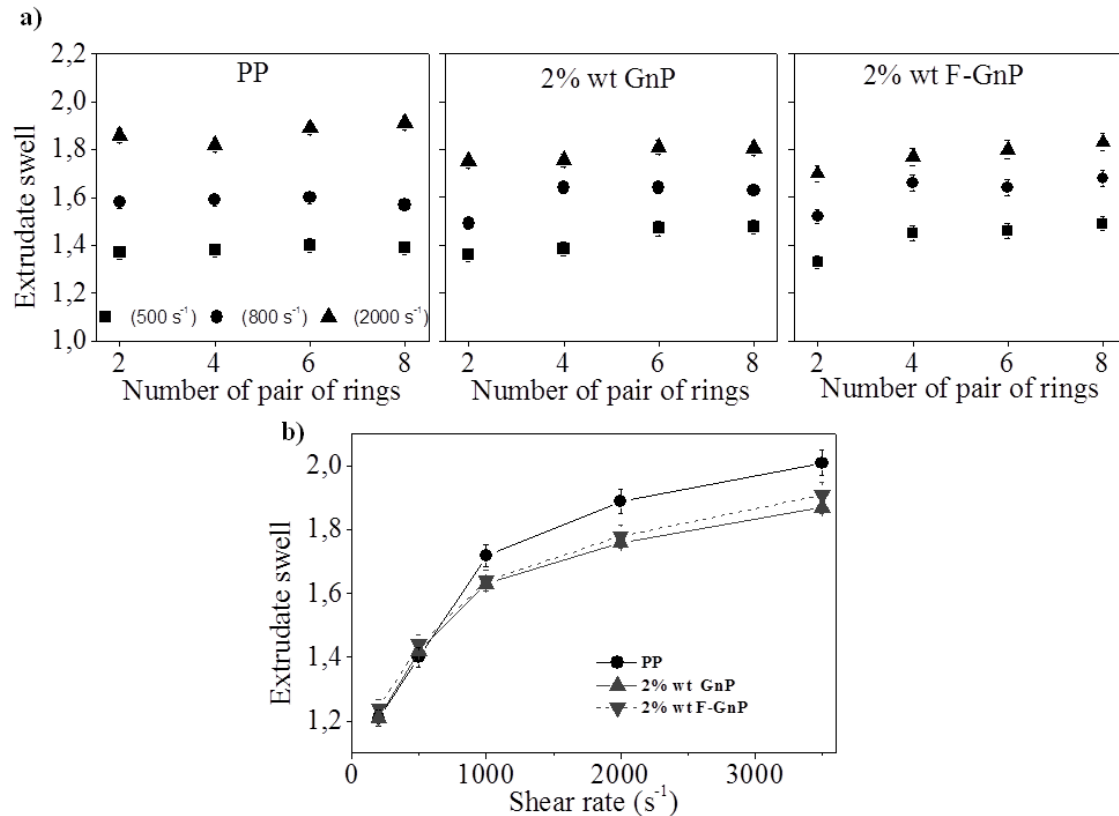 a)
PP
2% wt GnP
2% wt F-GnP
Extrudate swell
2,2
2,0
1,8
1,6
1,4
1,2
1,0
(500 s⁻¹) (800 s⁻¹) (2000 s⁻¹)
2 4 6 8 2 4 6 8 2 4 6 8
Number of pair of rings Number of pair of rings Number of pair of rings
b)
Extrudate swell
2,0
1,8
1,6
1,4
1,2
PP
2% wt GnP
2% wt F-GnP
0 1000 2000 3000
Shear rate (s⁻¹)